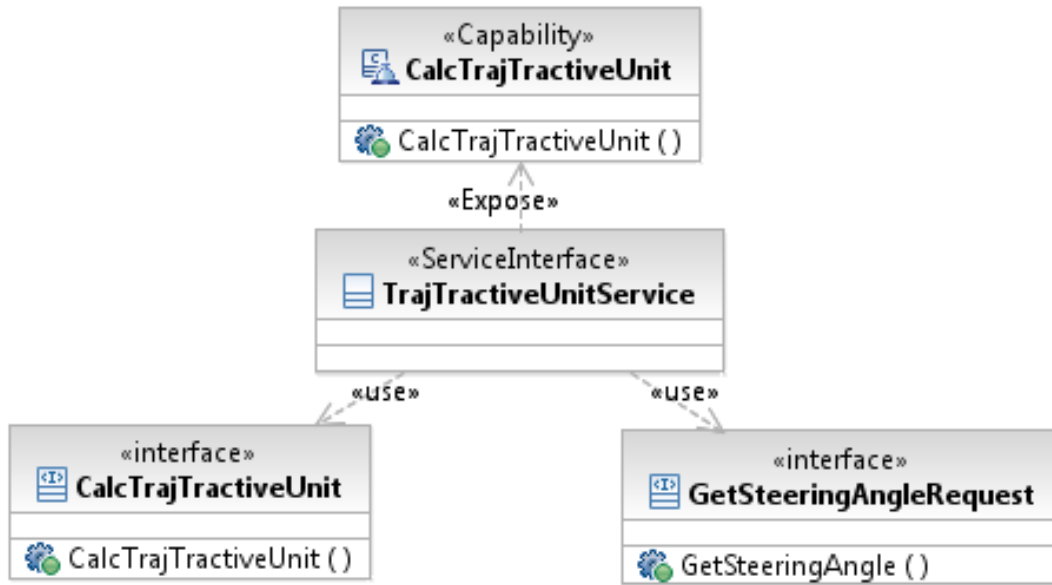 «Capability»
CalcTrajTractiveUnit
CalcTrajTractiveUnit ( )
«Expose»
«ServiceInterface»
TrajTractiveUnitService
«use»
«use»
«interface»
CalcTrajTractiveUnit
CalcTrajTractiveUnit ( )
«interface»
GetSteeringAngleRequest
GetSteeringAngle ( )